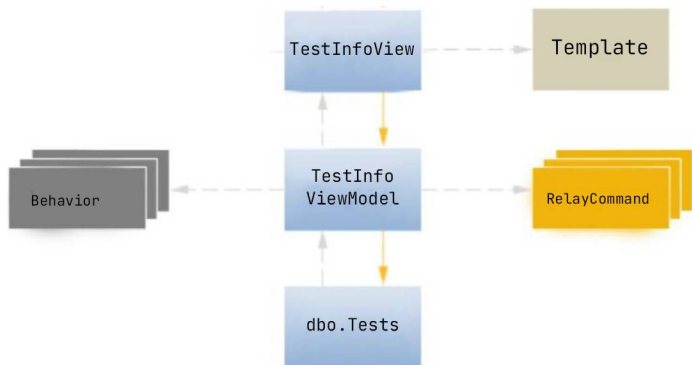 TestInfoView
Template
TestInfo
ViewModel
Behavior
RelayCommand
dbo.Tests